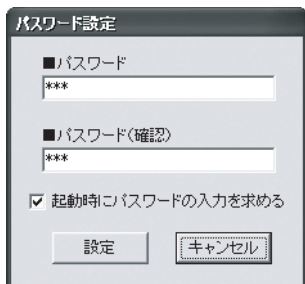 パスワード設定
■パスワード
***
■パスワード(確認)
***
起動時にパスワードの入力を求める
設定
キャンセル